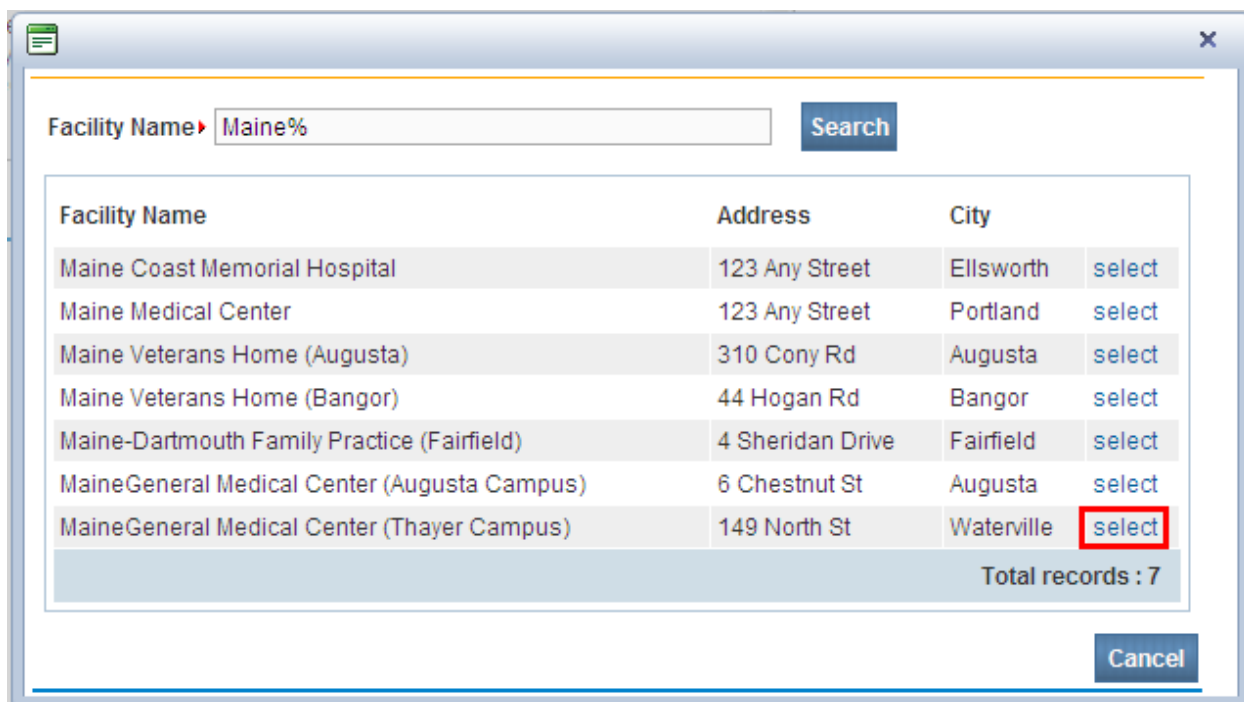 Facility Name Maine% Search
Facility Name Address City
Maine Coast Memorial Hospital 123 Any Street Ellsworth select
Maine Medical Center 123 Any Street Portland select
Maine Veterans Home (Augusta) 310 Cony Rd Augusta select
Maine Veterans Home (Bangor) 44 Hogan Rd Bangor select
Maine-Dartmouth Family Practice (Fairfield) 4 Sheridan Drive Fairfield select
MaineGeneral Medical Center (Augusta Campus) 6 Chestnut St Augusta select
MaineGeneral Medical Center (Thayer Campus) 149 North St Waterville select
Total records : 7
Cancel